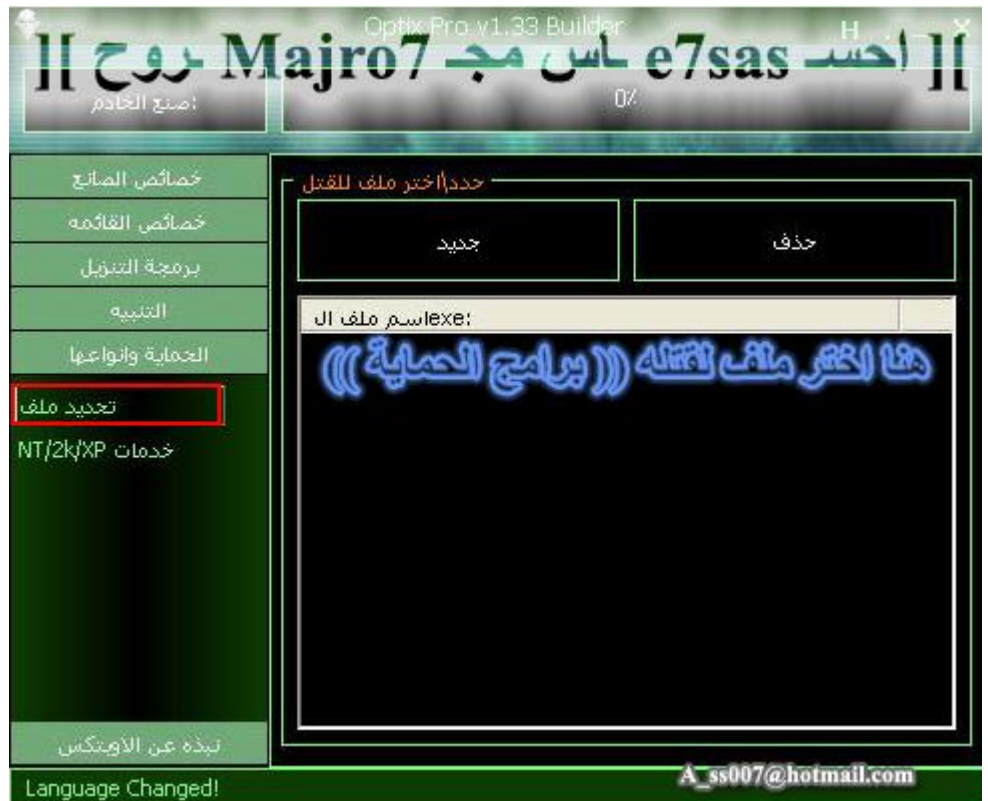 Optix Pro v1.33 Builder
][ احسـ e7sas ـاس مجـ Majro7 ـروح ][
صنع الخادم:
0%
خصائص الصانع
خصائص القائمه
برمجة التنزيل
التنبيه
الحماية وانواعها
تحديد ملف
خدمات NT/2k/XP
نبذه عن الاوبتكس
حدد\اختر ملف للقتل
جديد
حذف
اسم ملف الexe:
هنا اختر ملف لقتله (( برامج الحماية ))
Language Changed!
A_ss007@hotmail.com